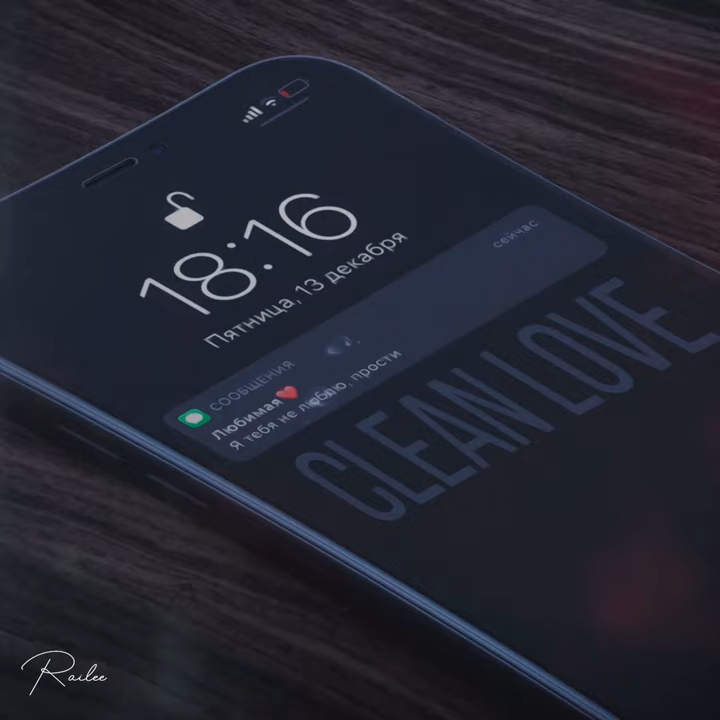 18:16
Пятница, 13 декабря
СООБЩЕНИЯ
сейчас
Любимая❤️
Я тебя не люблю, прости
CLEAN LOVE
Railee